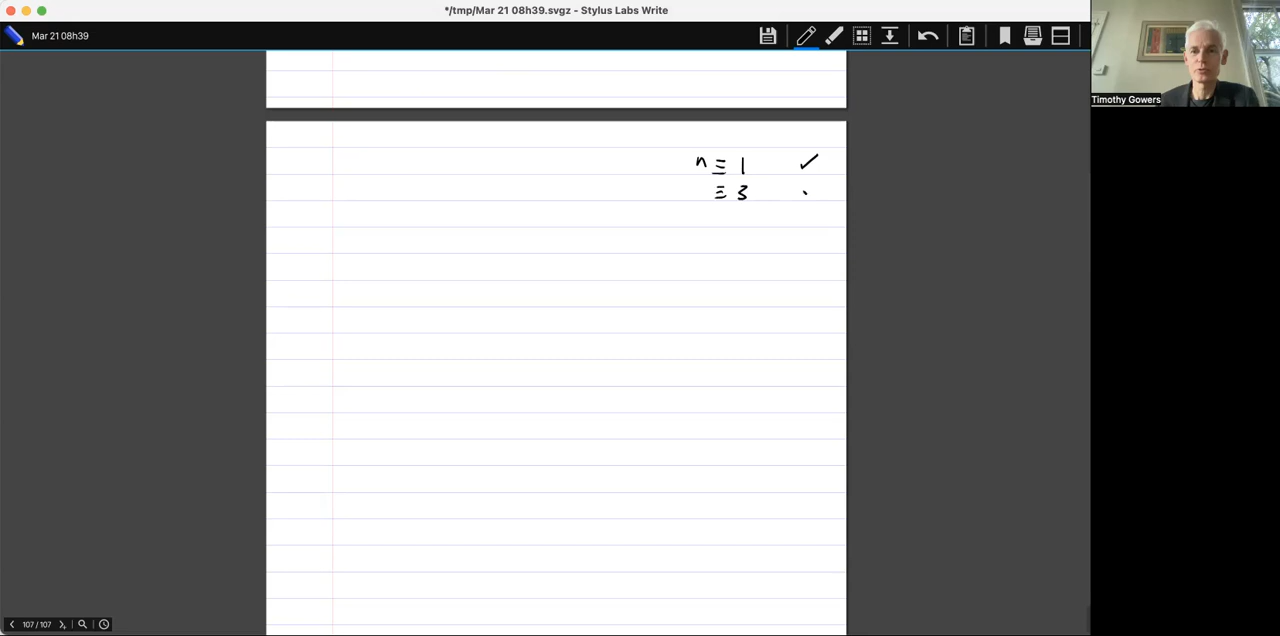 */tmp/Mar 21 08h39.svgz - Stylus Labs Write
Mar 21 08h39
Timothy Gowers
n ≡ 1 ✓
≡ 3
107 / 107